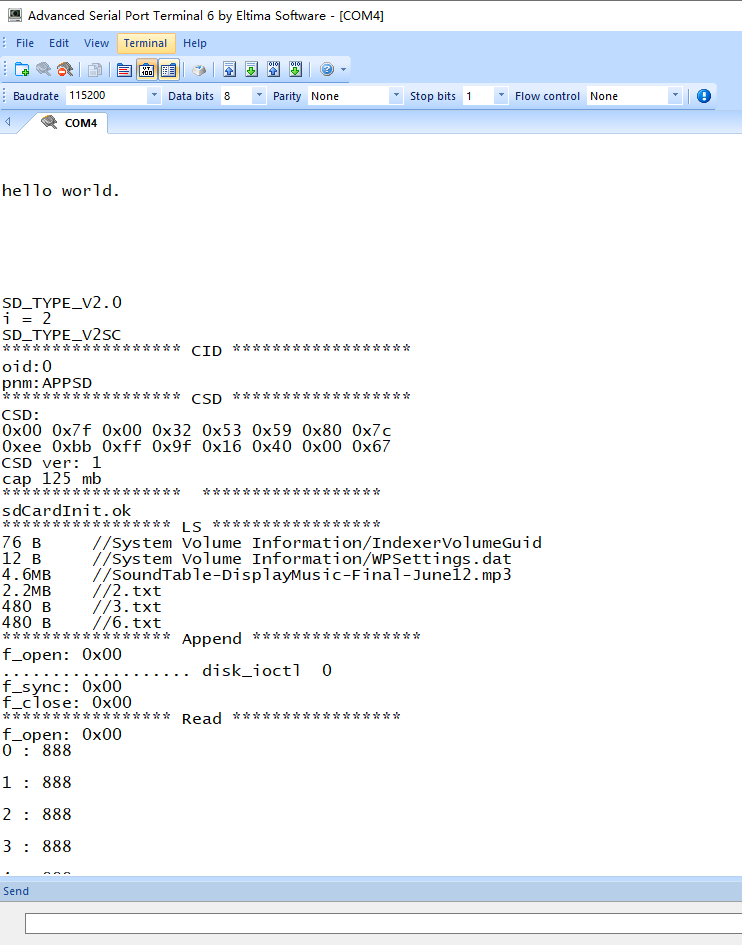 Advanced Serial Port Terminal 6 by Eltima Software - [COM4]
File Edit View Terminal Help
Baudrate 115200 Data bits 8 Parity None Stop bits 1 Flow control None
COM4
hello world.
SD_TYPE_V2.0
i = 2
SD_TYPE_V2SC
****************** CID ******************
oid:0
pnm:APPSD
****************** CSD ******************
CSD:
0x00 0x7f 0x00 0x32 0x53 0x59 0x80 0x7c
0xee 0xbb 0xff 0x9f 0x16 0x40 0x00 0x67
CSD ver: 1
cap 125 mb
******************  ******************
sdCardInit.ok
***************** LS *****************
76 B     //System Volume Information/IndexerVolumeGuid
12 B     //System Volume Information/WPSettings.dat
4.6MB    //SoundTable-DisplayMusic-Final-June12.mp3
2.2MB    //2.txt
480 B    //3.txt
480 B    //6.txt
***************** Append *****************
f_open: 0x00
................... disk_ioctl  0
f_sync: 0x00
f_close: 0x00
***************** Read *****************
f_open: 0x00
0 : 888
1 : 888
2 : 888
3 : 888
Send